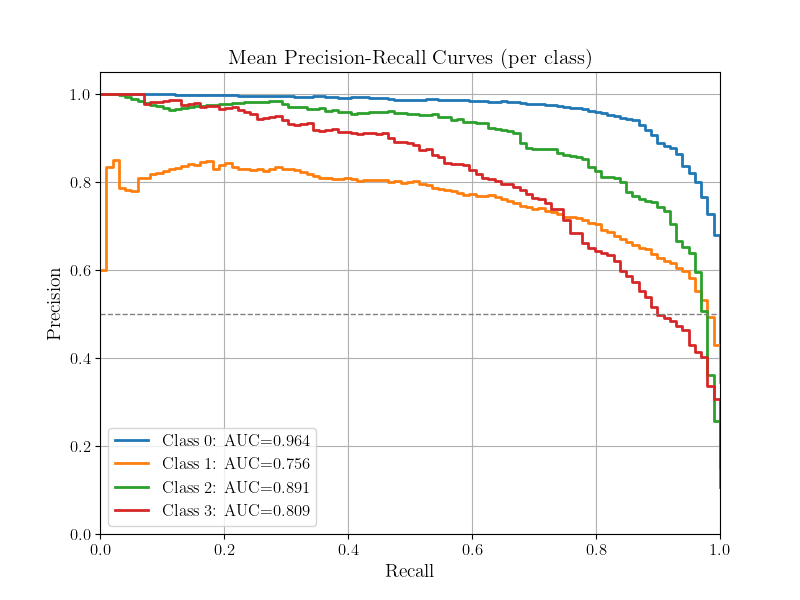 Mean Precision-Recall Curves (per class)
Precision
1.0
0.8
0.6
0.4
0.2
0.0
Class 0: AUC=0.964
Class 1: AUC=0.756
Class 2: AUC=0.891
Class 3: AUC=0.809
0.0 0.2 0.4 0.6 0.8 1.0
Recall